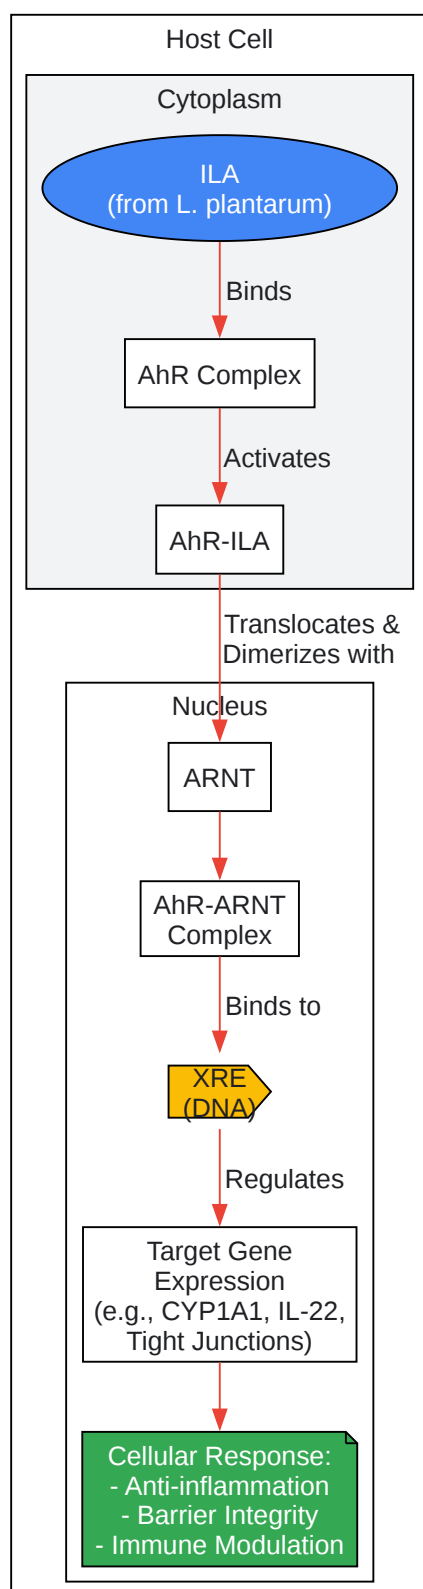 Host Cell
Cytoplasm
ILA
(from L. plantarum)
Binds
AhR Complex
Activates
AhR-ILA
Translocates &
Dimerizes with
Nucleus
ARNT
AhR-ARNT
Complex
Binds to
XRE
(DNA)
Regulates
Target Gene
Expression
(e.g., CYP1A1, IL-22,
Tight Junctions)
Cellular Response:
- Anti-inflammation
- Barrier Integrity
- Immune Modulation